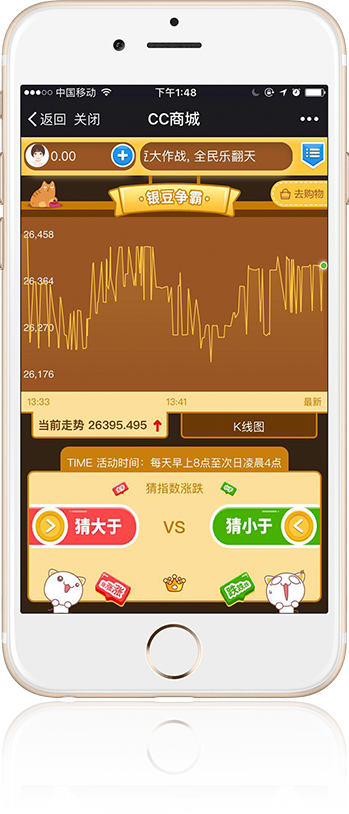 中国移动 下午1:48
返回 关闭 CC商城
0.00 豆大作战, 全民乐翻天
银豆争霸 去购物
26,458
26,364
26,270
26,176
13:33 13:41 最新
当前走势 26395.495 K线图
TIME 活动时间：每天早上8点至次日凌晨4点
猜指数涨跌
猜大于 VS 猜小于
涨 跌